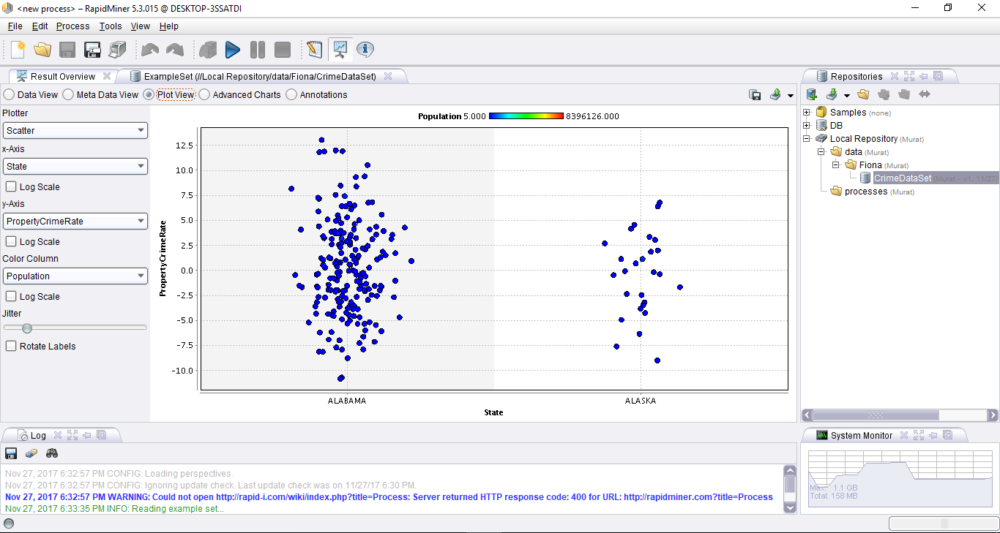 <new process> – RapidMiner 5.3.015 @ DESKTOP-3SSATDI
File Edit Process Tools View Help
Result Overview ExampleSet (//Local Repository/data/Fiona/CrimeDataSet)
Data View Meta Data View Plot View Advanced Charts Annotations
Plotter
Scatter
x-Axis
State
Log Scale
y-Axis
PropertyCrimeRate
Log Scale
Color Column
Population
Log Scale
Jitter
Rotate Labels
Population 5.000 8396126.000
PropertyCrimeRate
12.5
10.0
7.5
5.0
2.5
0.0
-2.5
-5.0
-7.5
-10.0
ALABAMA ALASKA
State
Repositories
Samples (none)
DB
Local Repository (Murat)
data (Murat)
Fiona (Murat)
CrimeDataSet (Murat - v1, 11/27/
processes (Murat)
Log
Nov 27, 2017 6:32:57 PM CONFIG: Loading perspectives.
Nov 27, 2017 6:32:57 PM CONFIG: Ignoring update check. Last update check was on 11/27/17 6:30 PM.
Nov 27, 2017 6:32:57 PM WARNING: Could not open http://rapid-i.com/wiki/index.php?title=Process: Server returned HTTP response code: 400 for URL: http://rapidminer.com?title=Process
Nov 27, 2017 6:33:35 PM INFO: Reading example set...
System Monitor
Max: 1.1 GB
Total: 158 MB